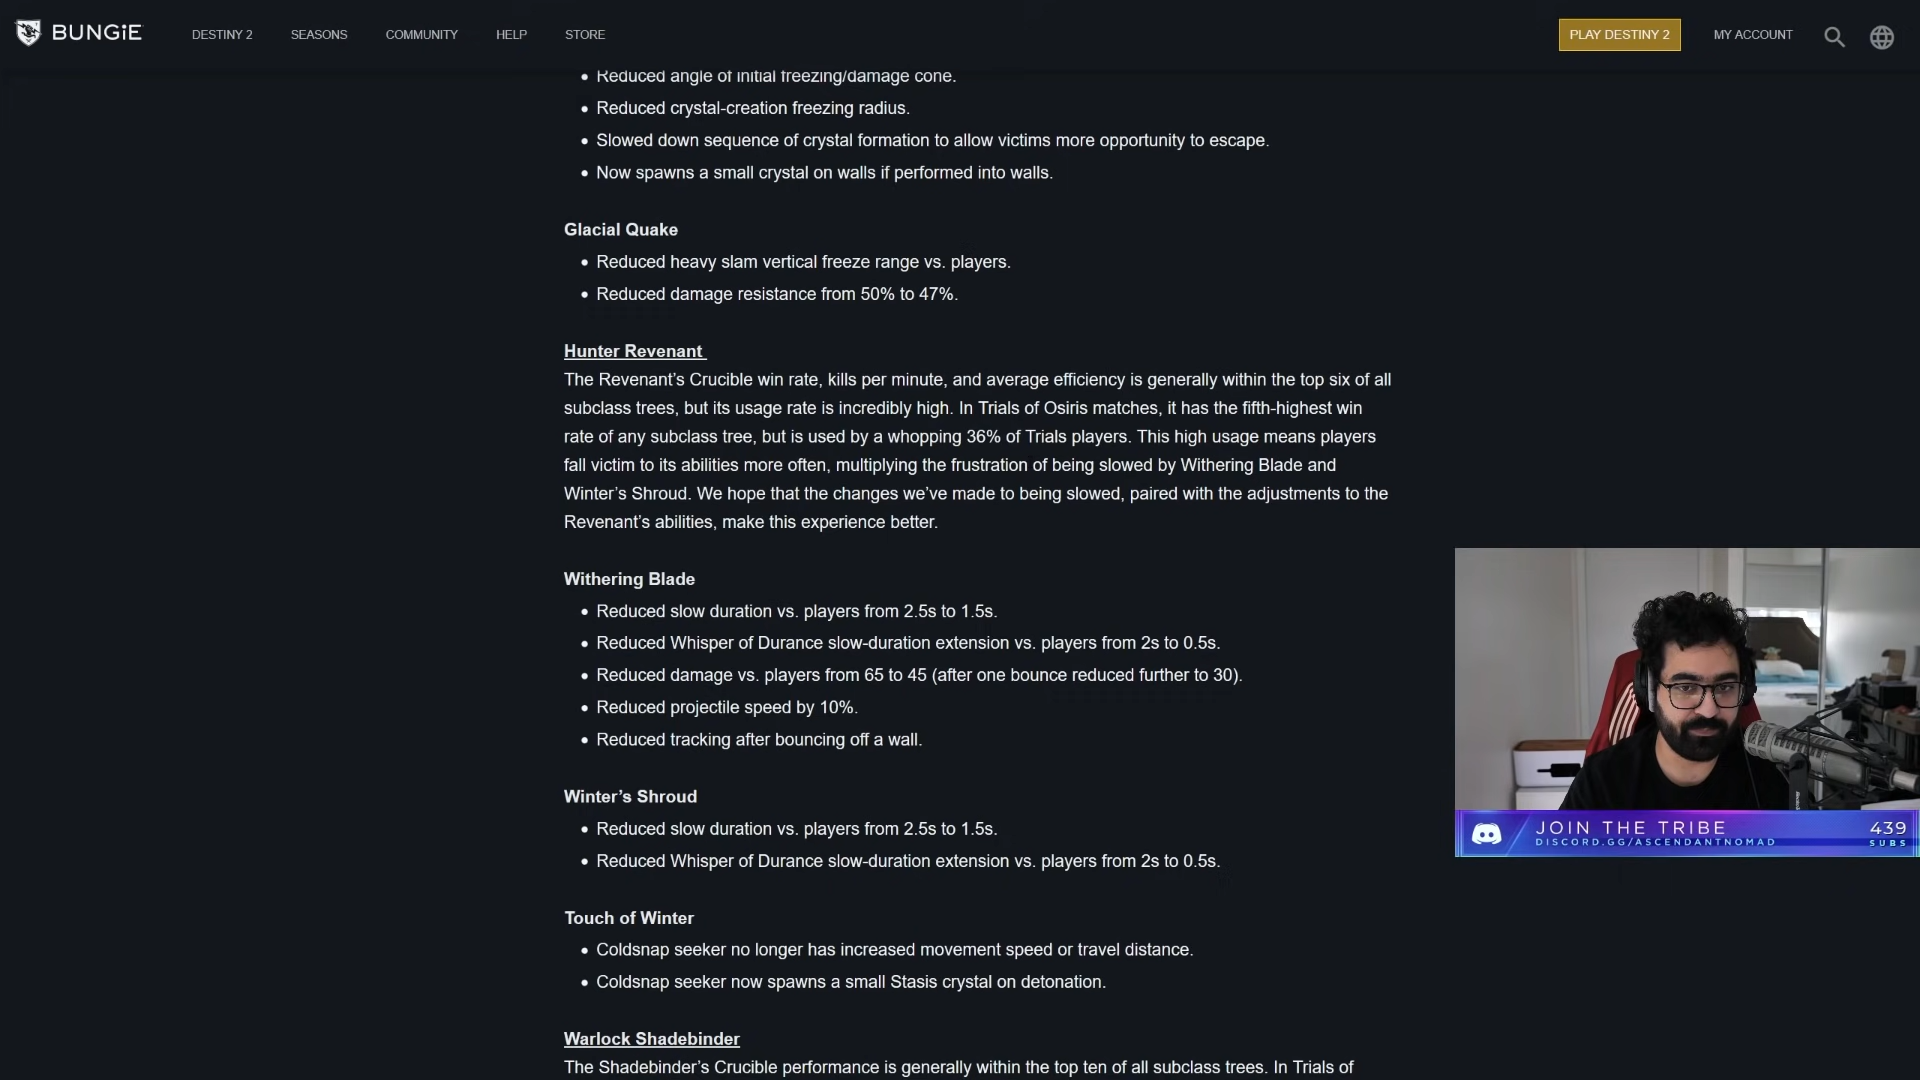 BUNGiE
DESTINY 2 SEASONS COMMUNITY HELP STORE PLAY DESTINY 2 MY ACCOUNT
• Reduced angle of initial freezing/damage cone.
• Reduced crystal-creation freezing radius.
• Slowed down sequence of crystal formation to allow victims more opportunity to escape.
• Now spawns a small crystal on walls if performed into walls.
Glacial Quake
• Reduced heavy slam vertical freeze range vs. players.
• Reduced damage resistance from 50% to 47%.
Hunter Revenant
The Revenant’s Crucible win rate, kills per minute, and average efficiency is generally within the top six of all
subclass trees, but its usage rate is incredibly high. In Trials of Osiris matches, it has the fifth-highest win
rate of any subclass tree, but is used by a whopping 36% of Trials players. This high usage means players
fall victim to its abilities more often, multiplying the frustration of being slowed by Withering Blade and
Winter’s Shroud. We hope that the changes we’ve made to being slowed, paired with the adjustments to the
Revenant’s abilities, make this experience better.
Withering Blade
• Reduced slow duration vs. players from 2.5s to 1.5s.
• Reduced Whisper of Durance slow-duration extension vs. players from 2s to 0.5s.
• Reduced damage vs. players from 65 to 45 (after one bounce reduced further to 30).
• Reduced projectile speed by 10%.
• Reduced tracking after bouncing off a wall.
Winter’s Shroud
• Reduced slow duration vs. players from 2.5s to 1.5s.
• Reduced Whisper of Durance slow-duration extension vs. players from 2s to 0.5s.
Touch of Winter
• Coldsnap seeker no longer has increased movement speed or travel distance.
• Coldsnap seeker now spawns a small Stasis crystal on detonation.
Warlock Shadebinder
The Shadebinder’s Crucible performance is generally within the top ten of all subclass trees. In Trials of
JOIN THE TRIBE 439
DISCORD.GG/ASCENDANTNOMAD SUBS